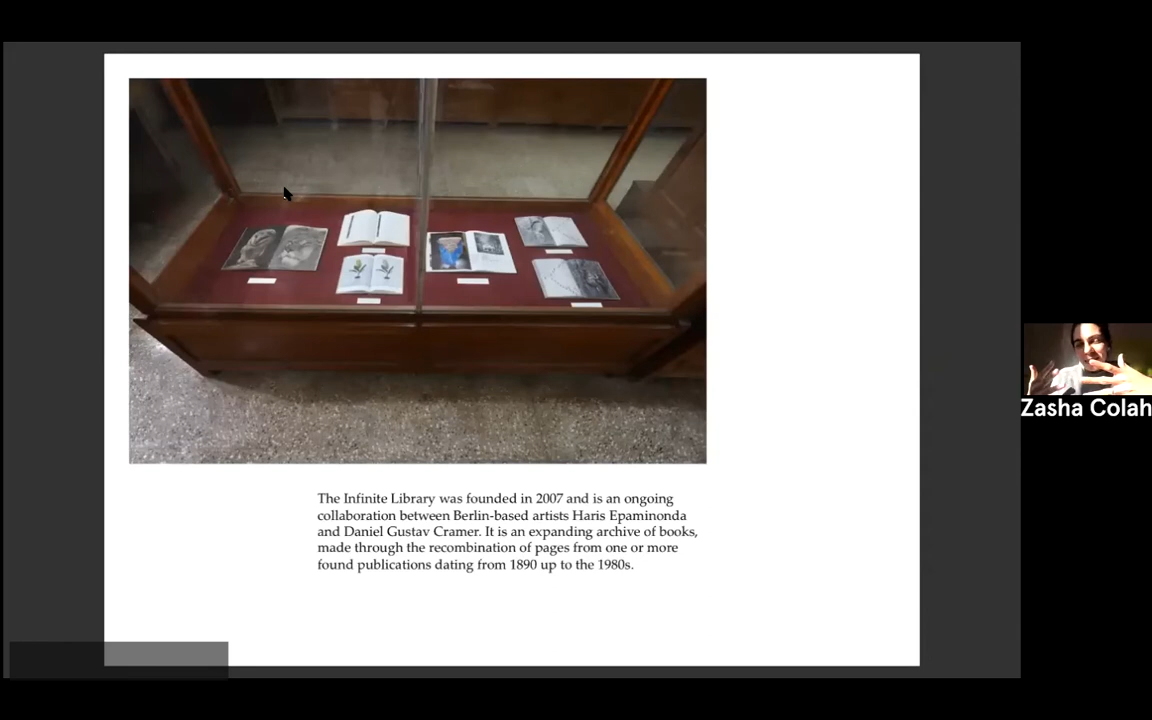 The Infinite Library was founded in 2007 and is an ongoing
collaboration between Berlin-based artists Haris Epaminonda
and Daniel Gustav Cramer. It is an expanding archive of books,
made through the recombination of pages from one or more
found publications dating from 1890 up to the 1980s.
Zasha Colah